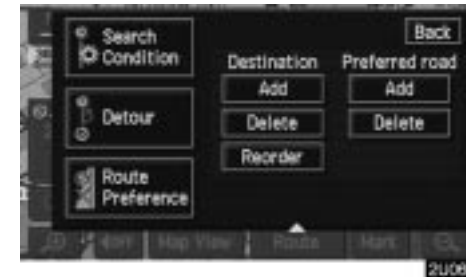 Back
Search
Condition
Destination
Preferred road
Add
Add
Detour
Delete
Delete
Reorder
Route
Preference
Off
Map View
Route
Mark
2U06